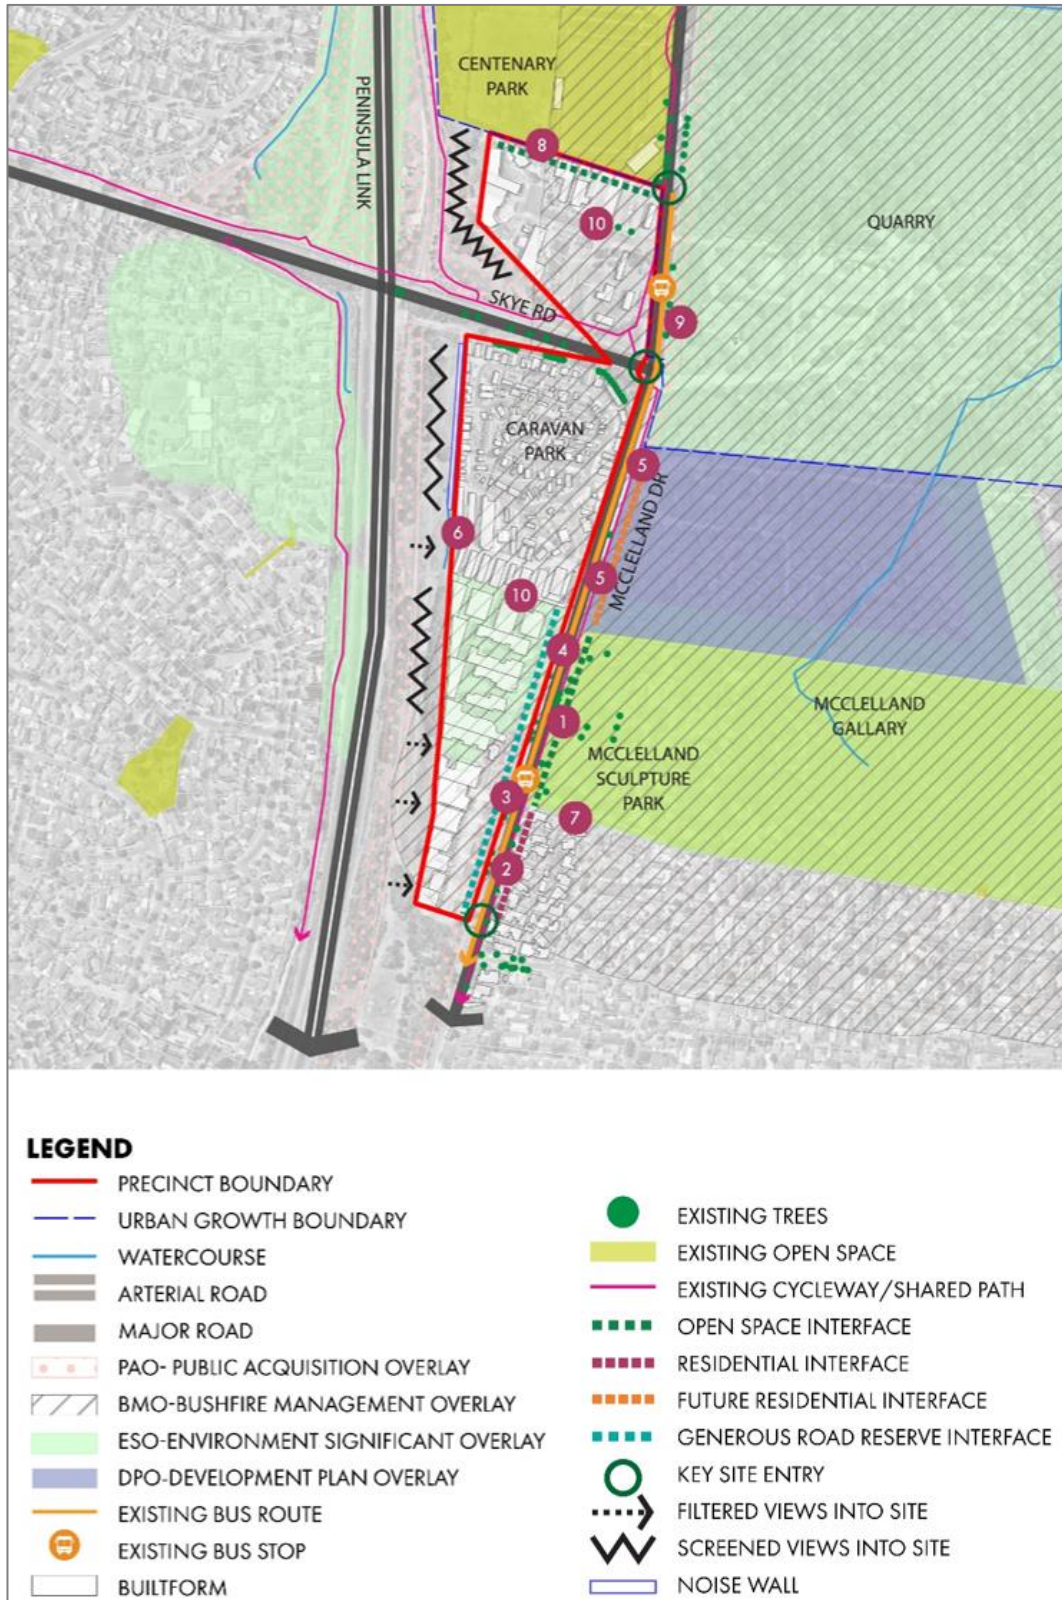 CENTENARY
PARK
PENINSULA LINK
8
10
QUARRY
SKYE RD
9
CARAVAN
PARK
5
MCCLELLAND DR
6
5
10
4
MCCLELLAND
GALLARY
1
MCCLELLAND
SCULPTURE
PARK
3
7
2
LEGEND
PRECINCT BOUNDARY
URBAN GROWTH BOUNDARY
WATERCOURSE
ARTERIAL ROAD
MAJOR ROAD
PAO- PUBLIC ACQUISITION OVERLAY
BMO-BUSHFIRE MANAGEMENT OVERLAY
ESO-ENVIRONMENT SIGNIFICANT OVERLAY
DPO-DEVELOPMENT PLAN OVERLAY
EXISTING BUS ROUTE
EXISTING BUS STOP
BUILTFORM
EXISTING TREES
EXISTING OPEN SPACE
EXISTING CYCLEWAY/SHARED PATH
OPEN SPACE INTERFACE
RESIDENTIAL INTERFACE
FUTURE RESIDENTIAL INTERFACE
GENEROUS ROAD RESERVE INTERFACE
KEY SITE ENTRY
FILTERED VIEWS INTO SITE
SCREENED VIEWS INTO SITE
NOISE WALL